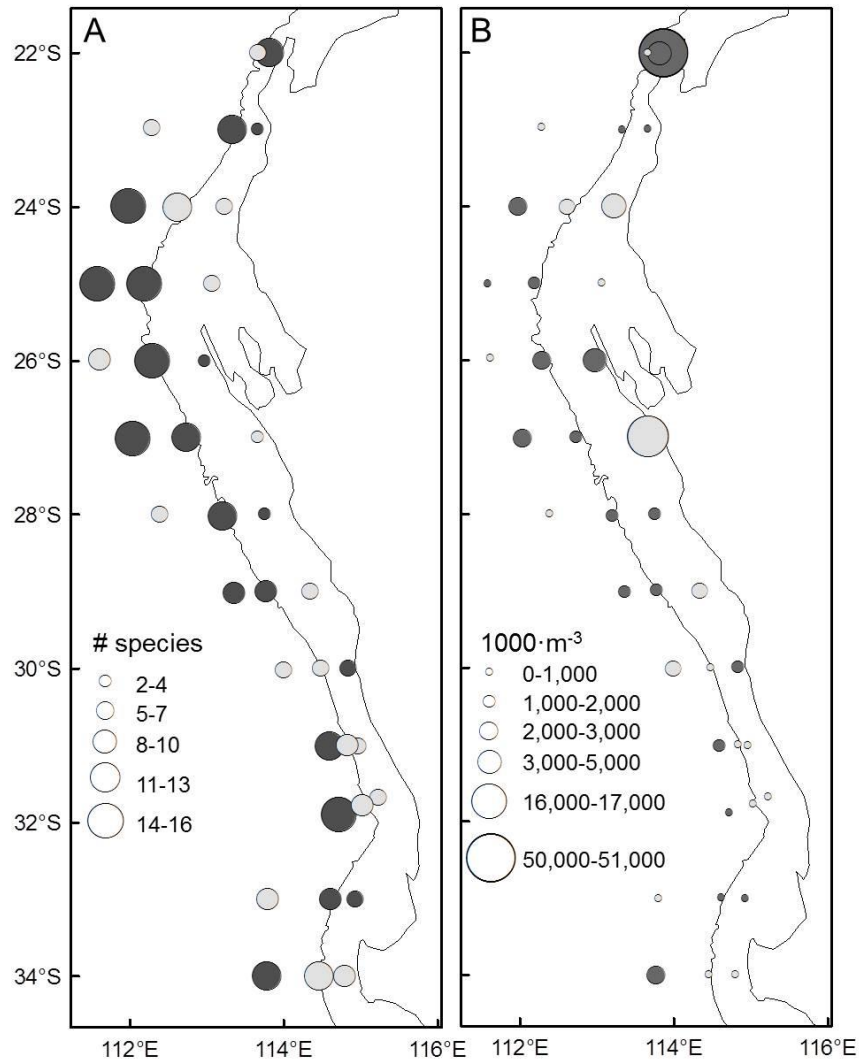 A
B
22°S
24°S
26°S
28°S
30°S
32°S
34°S
# species
2-4
5-7
8-10
11-13
14-16
1000·m⁻³
0-1,000
1,000-2,000
2,000-3,000
3,000-5,000
16,000-17,000
50,000-51,000
112°E 114°E 116°E 112°E 114°E 116°E